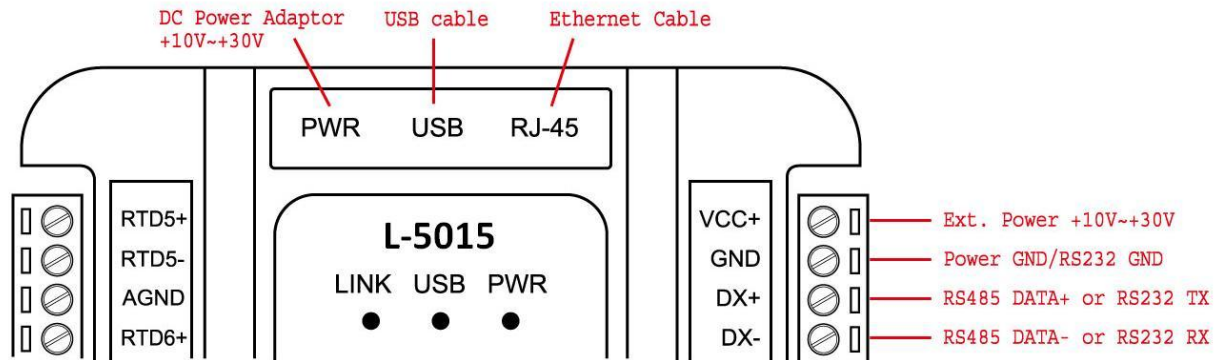 DC Power Adaptor
+10V~+30V
USB cable
Ethernet Cable
PWR USB RJ-45
RTD5+
RTD5-
AGND
RTD6+
L-5015
LINK USB PWR
VCC+
GND
DX+
DX-
Ext. Power +10V~+30V
Power GND/RS232 GND
RS485 DATA+ or RS232 TX
RS485 DATA- or RS232 RX